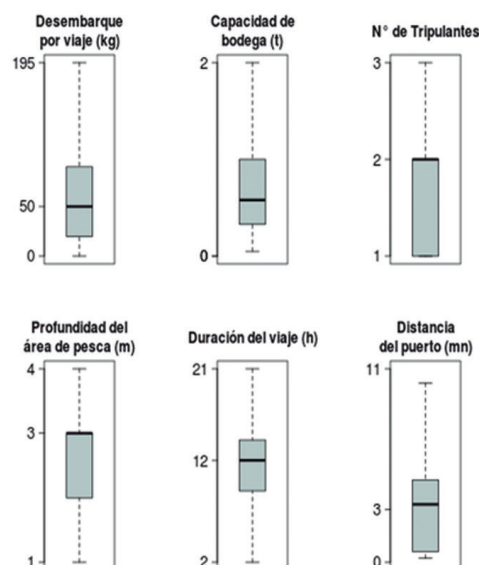 Desembarque
por viaje (kg)
195
50
0
Capacidad de
bodega (t)
2
0
N° de Tripulantes
3
2
1
Profundidad del
área de pesca (m)
4
3
1
Duración del viaje (h)
21
12
2
Distancia
del puerto (mn)
11
3
0